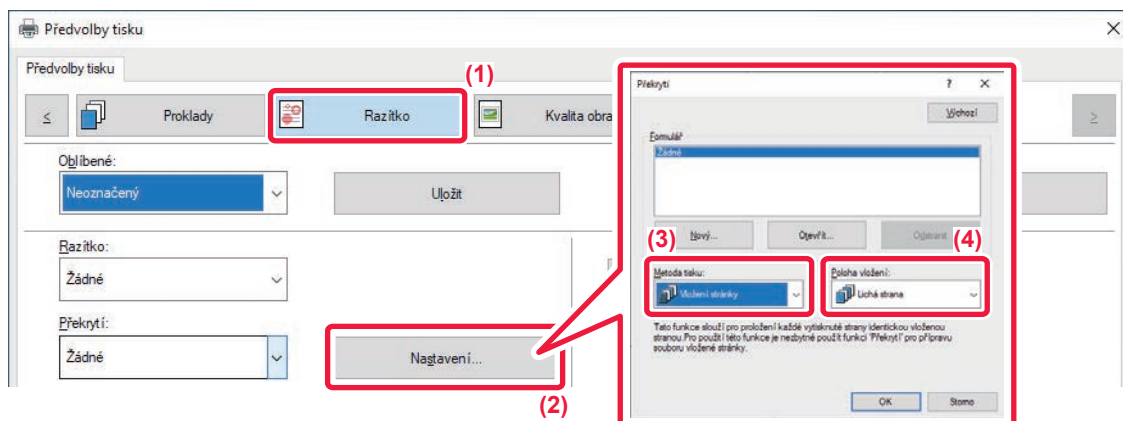 Předvolby tisku
Předvolby tisku
(1)
<
Proklady
Razítko
Kvalita obra
>
Oblíbené:
Neoznačený
Uložit
Razítko:
Žádné
Překrytí:
Žádné
Nastavení...
(2)
Překrytí
?
Výchozí
Formulář
Žádné
Nový...
Otevřít...
Odstranit
(3)
(4)
Metoda tisku:
Vložení stránky
Poloha vložení:
Lichá strana
Tato funkce slouží pro proložení každé vytisknuté strany identickou vloženou
stranou.Pro použití této funkce je nezbytné použít funkci 'Překrytí' pro přípravu
souboru vložené stránky.
OK
Storno